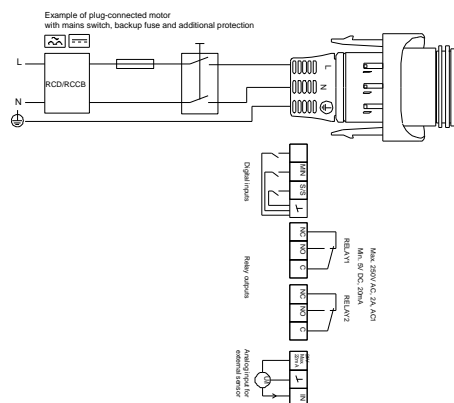 Example of plug-connected motor
with mains switch, backup fuse and additional protection
L
RCD/RCCB
N
L
N
Digital inputs
MIN
S/S
Relay outputs
NC
NO
C
RELAY1
Max. 250V AC, 2A, AC1
Min. 5V DC, 20mA
NC
NO
C
RELAY2
Analog input for
external sensor
Max.
22mA
IN